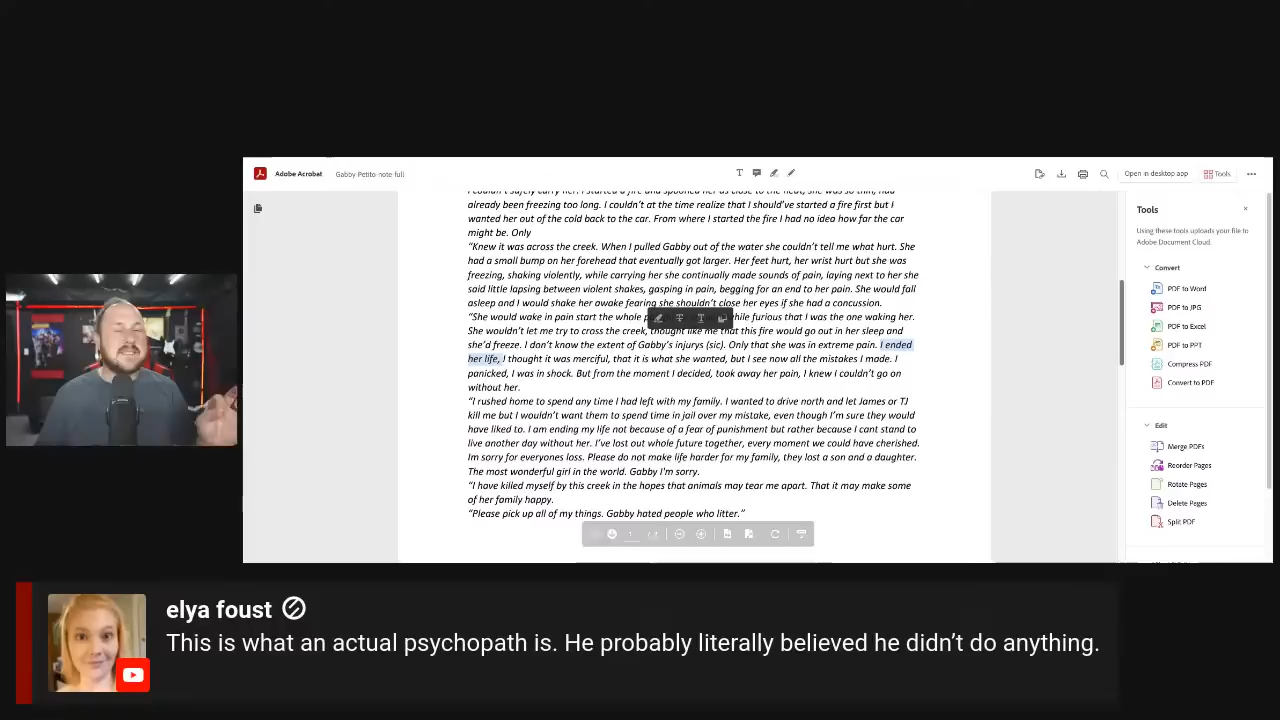 Adobe Acrobat
Gabby-Petito-note-full
Open in desktop app
Tools
I couldn't safely carry her. I started a fire and spooned her as close to the heat, she was so thin, had
already been freezing too long. I couldn't at the time realize that I should've started a fire first but I
wanted her out of the cold back to the car. From where I started the fire I had no idea how far the car
might be. Only
“Knew it was across the creek. When I pulled Gabby out of the water she couldn't tell me what hurt. She
had a small bump on her forehead that eventually got larger. Her feet hurt, her wrist hurt but she was
freezing, shaking violently, while carrying her she continually made sounds of pain, laying next to her she
said little lapsing between violent shakes, gasping in pain, begging for an end to her pain. She would fall
asleep and I would shake her awake fearing she shouldn't close her eyes if she had a concussion.
“She would wake in pain start the whole while furious that I was the one waking her.
She wouldn't let me try to cross the creek, thought like me that this fire would go out in her sleep and
she'd freeze. I don't know the extent of Gabby's injurys (sic). Only that she was in extreme pain. I ended
her life, I thought it was merciful, that it is what she wanted, but I see now all the mistakes I made. I
panicked, I was in shock. But from the moment I decided, took away her pain, I knew I couldn't go on
without her.
“I rushed home to spend any time I had left with my family. I wanted to drive north and let James or TJ
kill me but I wouldn't want them to spend time in jail over my mistake, even though I'm sure they would
have liked to. I am ending my life not because of a fear of punishment but rather because I cant stand to
live another day without her. I've lost out whole future together, every moment we could have cherished.
Im sorry for everyones loss. Please do not make life harder for my family, they lost a son and a daughter.
The most wonderful girl in the world. Gabby I'm sorry.
“I have killed myself by this creek in the hopes that animals may tear me apart. That it may make some
of her family happy.
“Please pick up all of my things. Gabby hated people who litter.”
Tools
Using these tools uploads your file to
Adobe Document Cloud.
Convert
PDF to Word
PDF to JPG
PDF to Excel
PDF to PPT
Compress PDF
Convert to PDF
Edit
Merge PDFs
Reorder Pages
Rotate Pages
Delete Pages
Split PDF
elya foust
This is what an actual psychopath is. He probably literally believed he didn't do anything.